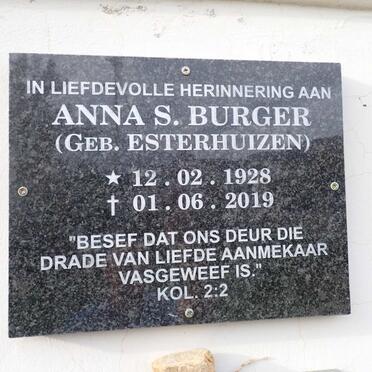 IN LIEFDEVOLLE HERINNERING AAN
ANNA S. BURGER
(GEB. ESTERHUIZEN)
★ 12 . 02 . 1928
† 01 . 06 . 2019
"BESEF DAT ONS DEUR DIE
DRADE VAN LIEFDE AANMEKAAR
VASGEWEEF IS."
KOL. 2:2